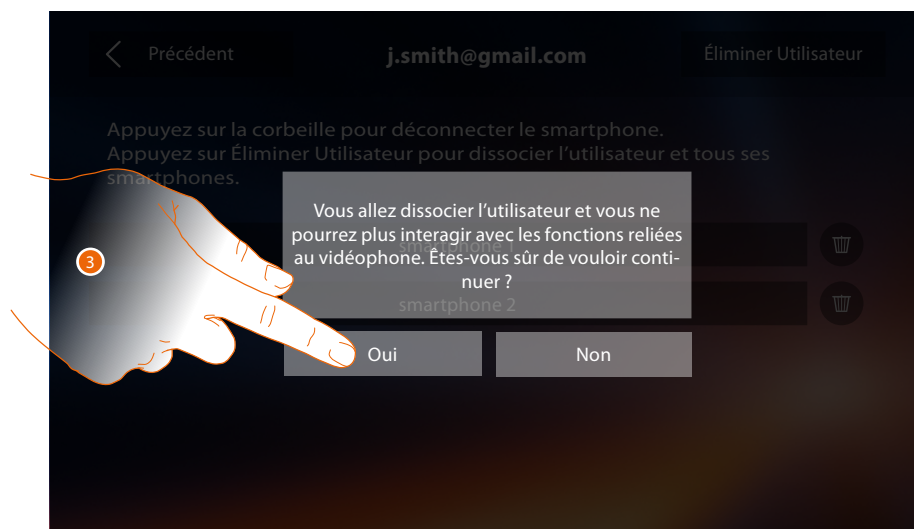 Précédent
j.smith@gmail.com
Éliminer Utilisateur
Appuyez sur la corbeille pour déconnecter le smartphone.
Appuyez sur Éliminer Utilisateur pour dissocier l’utilisateur et tous ses
smartphones.
Vous allez dissocier l’utilisateur et vous ne
pourrez plus interagir avec les fonctions reliées
au vidéophone. Êtes-vous sûr de vouloir conti-
nuer ?
smartphone 1
smartphone 2
3
Oui
Non